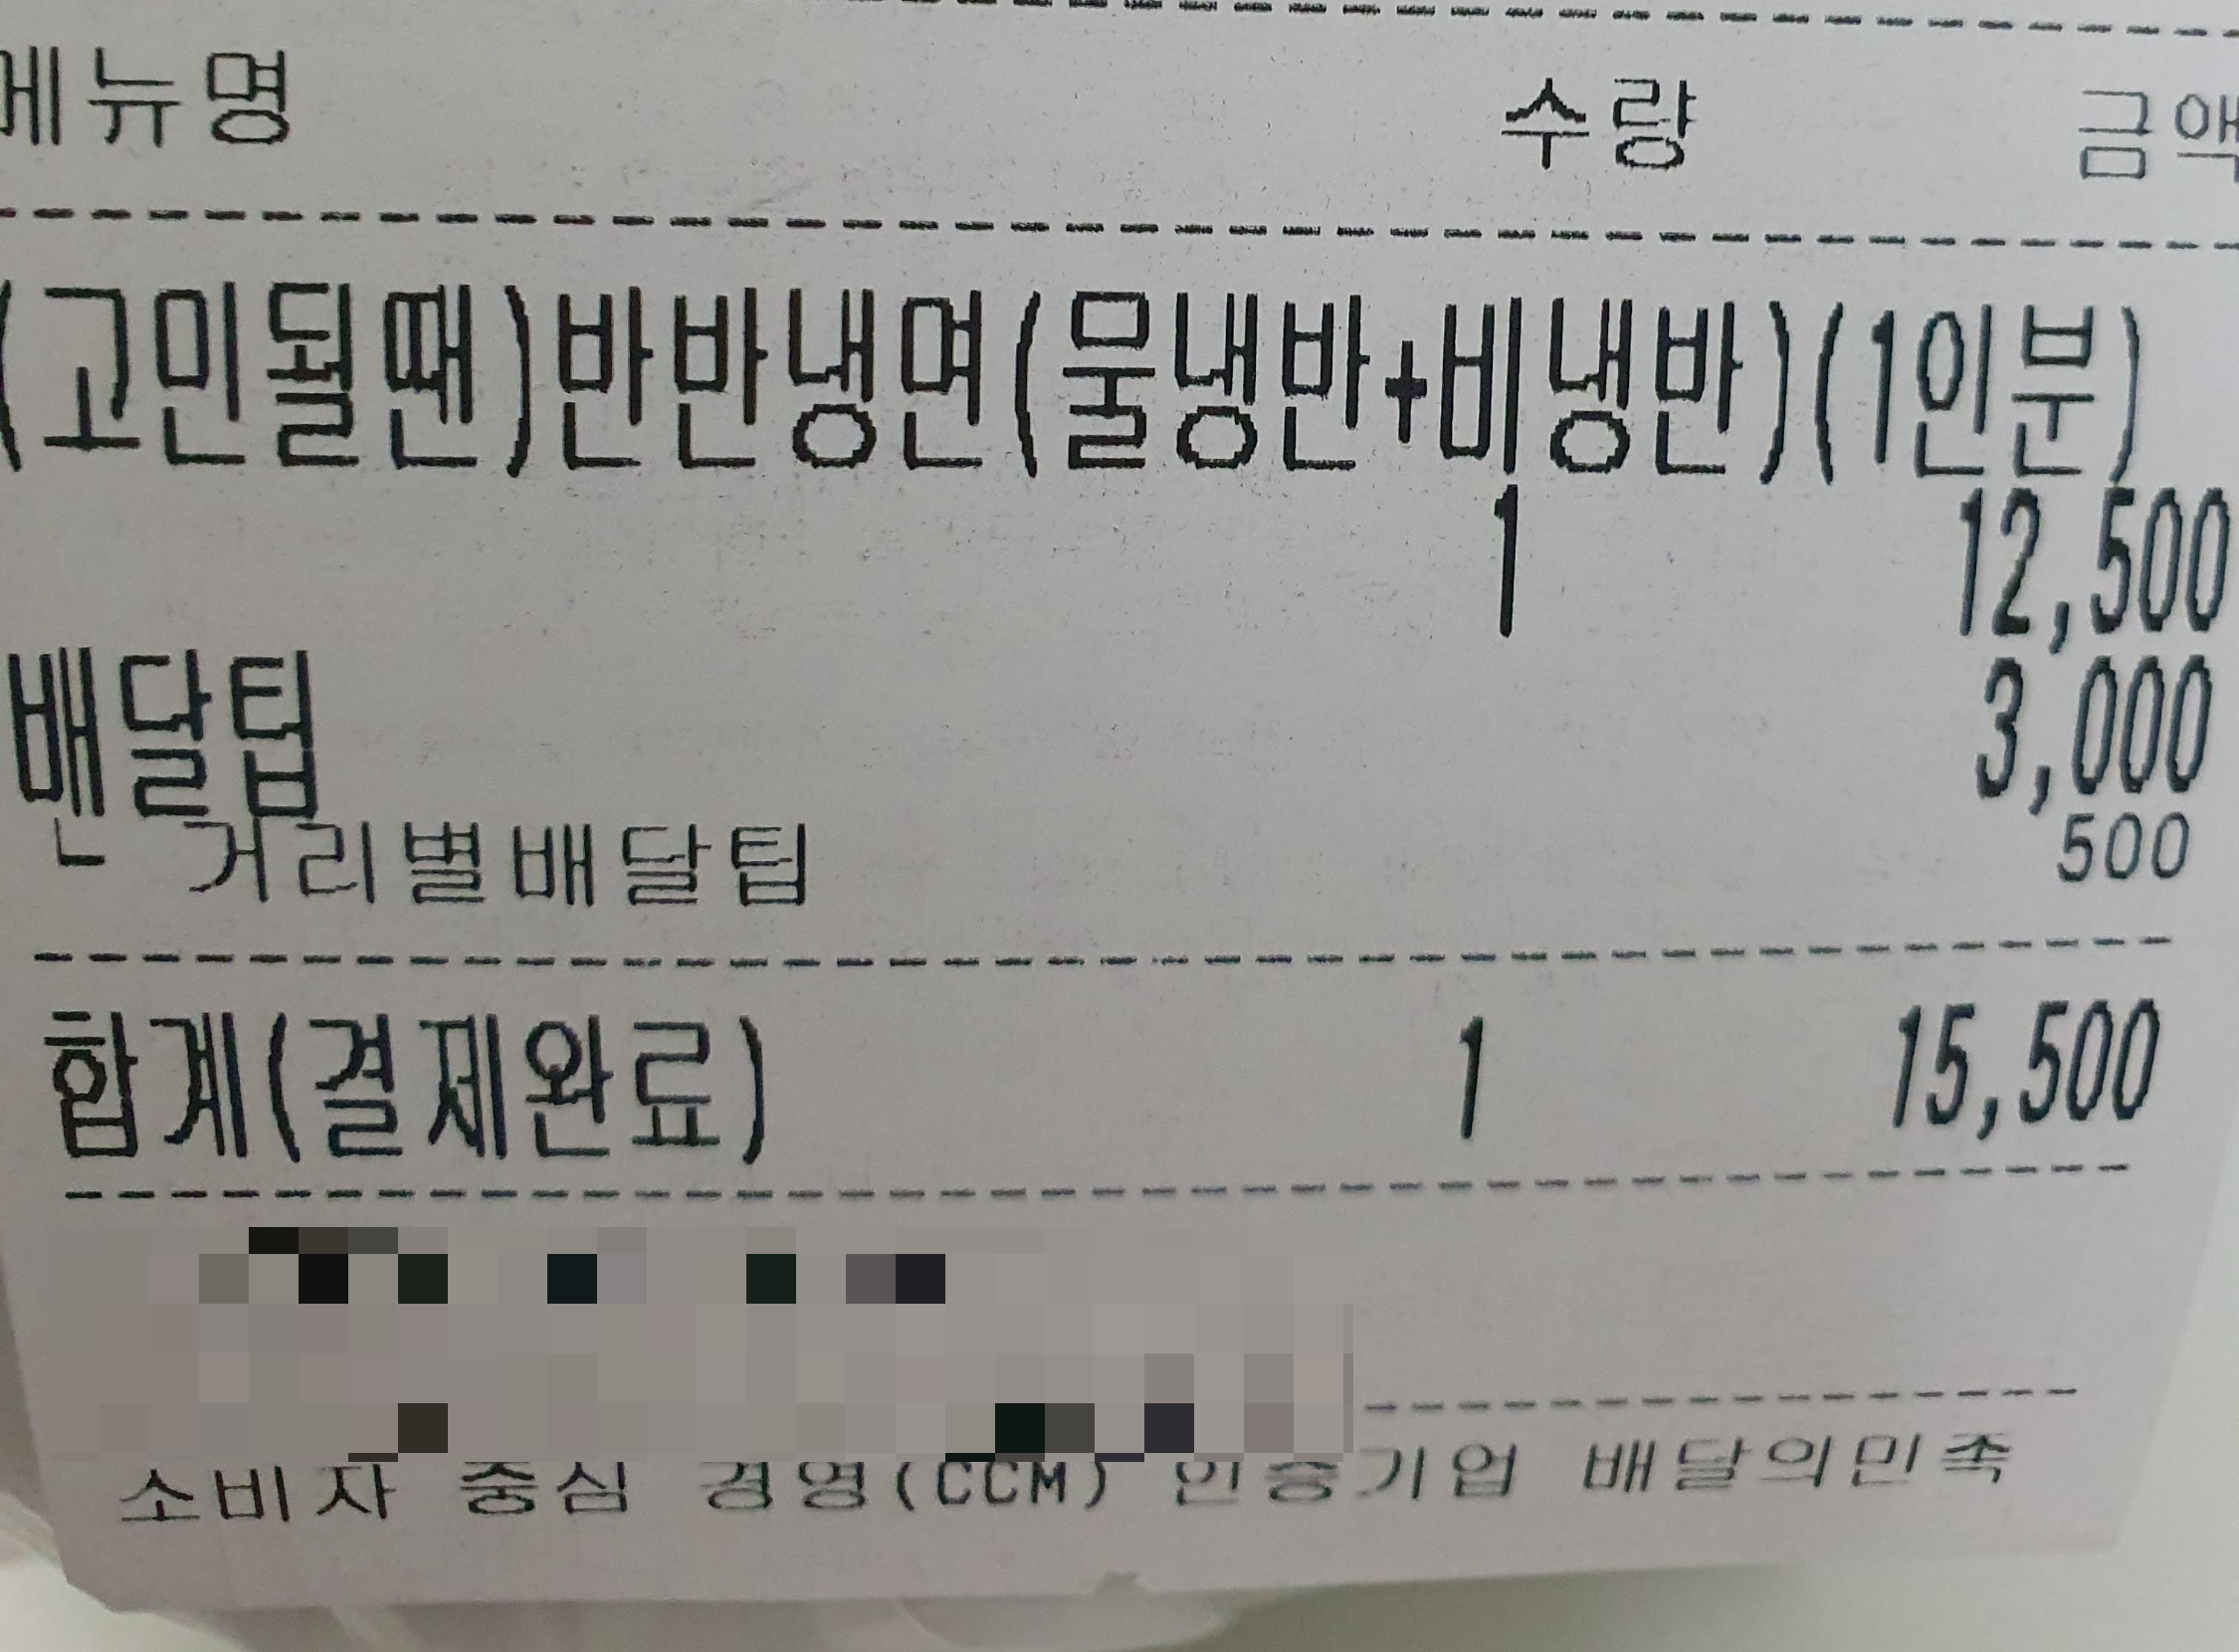 메뉴명 수량 금액
(고민될땐)반반냉면(물냉반+비냉반)(1인분)
1 12,500
배달팁 3,000
ㄴ 거리별배달팁 500
합계(결제완료) 1 15,500
소비자 중심 경영(CCM) 인증기업 배달의민족